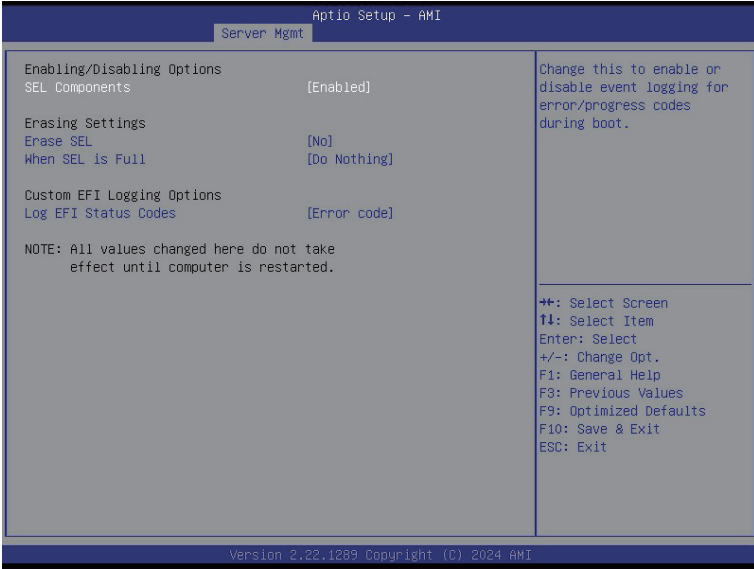 Aptio Setup - AMI
Server Mgmt
Enabling/Disabling Options
SEL Components [Enabled]
Erasing Settings
Erase SEL [No]
When SEL is Full [Do Nothing]
Custom EFI Logging Options
Log EFI Status Codes [Error code]
NOTE: All values changed here do not take
effect until computer is restarted.
Change this to enable or
disable event logging for
error/progress codes
during boot.
→←: Select Screen
↑↓: Select Item
Enter: Select
+/-: Change Opt.
F1: General Help
F3: Previous Values
F9: Optimized Defaults
F10: Save & Exit
ESC: Exit
Version 2.22.1289 Copyright (C) 2024 AMI